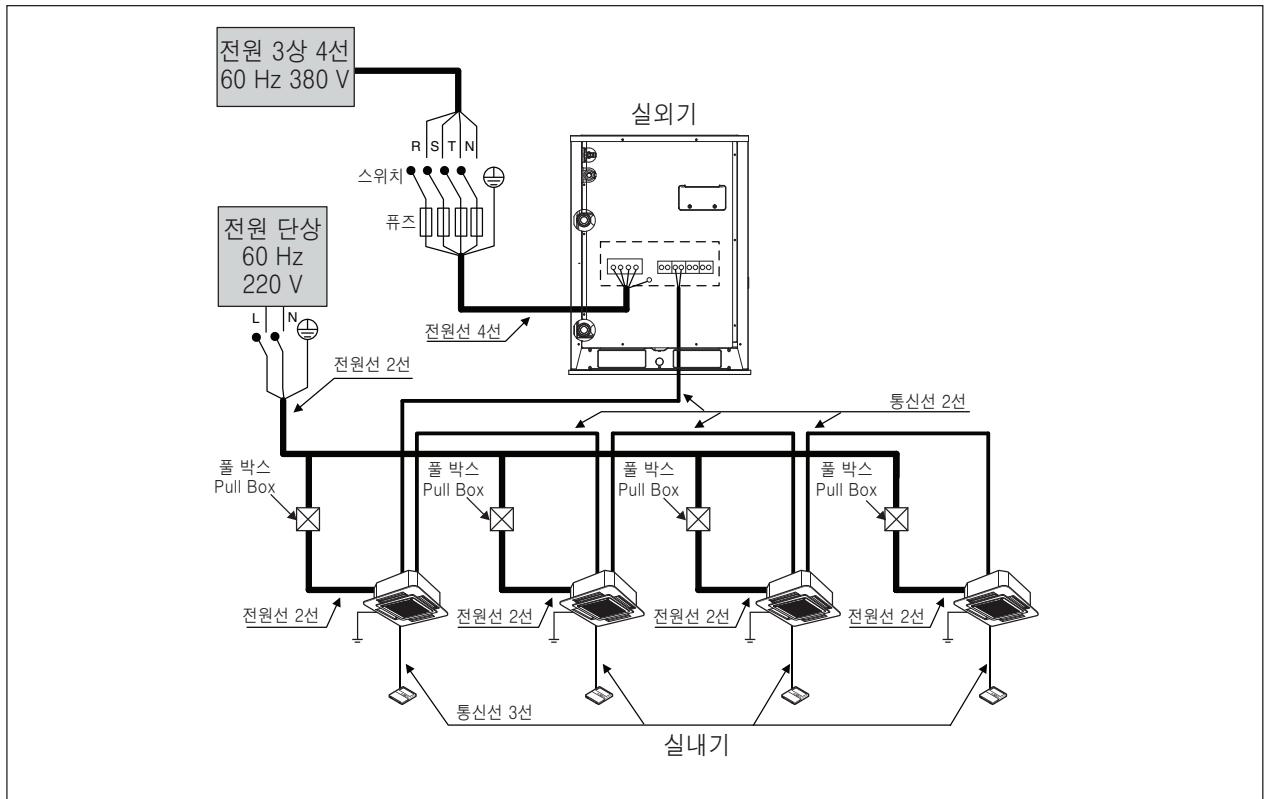 전원 3상 4선
60 Hz 380 V
실외기
R S T N
스위치
퓨즈
전원 단상
60 Hz
220 V
L N
전원선 4선
전원선 2선
통신선 2선
풀 박스
Pull Box
풀 박스
Pull Box
풀 박스
Pull Box
풀 박스
Pull Box
전원선 2선
전원선 2선
전원선 2선
전원선 2선
통신선 3선
실내기